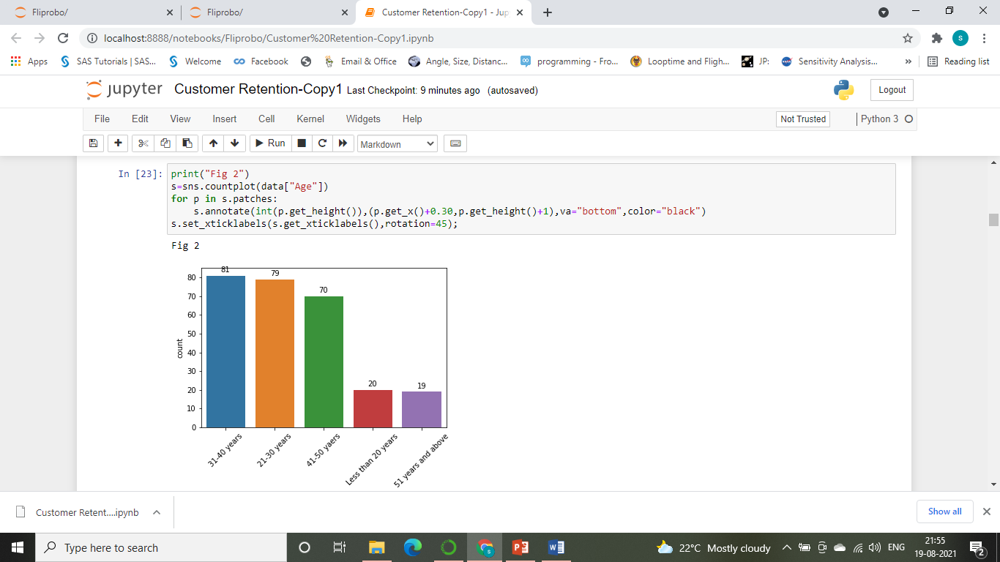 Fliprobo/
Fliprobo/
Customer Retention-Copy1 - Jup
localhost:8888/notebooks/Fliprobo/Customer%20Retention-Copy1.ipynb
S
Apps
SAS Tutorials | SAS...
Welcome
Facebook
Email & Office
Angle, Size, Distanc...
programming - Fro...
Looptime and Fligh...
JP:
Sensitivity Analysis...
»
Reading list
jupyter
Customer Retention-Copy1 Last Checkpoint: 9 minutes ago (autosaved)
Logout
File Edit View Insert Cell Kernel Widgets Help
Not Trusted
Python 3
Run
Markdown
In [23]:
print("Fig 2")
s=sns.countplot(data["Age"])
for p in s.patches:
    s.annotate(int(p.get_height()),(p.get_x()+0.30,p.get_height()+1),va="bottom",color="black")
s.set_xticklabels(s.get_xticklabels(),rotation=45);
Fig 2
81
79
70
20
19
80
70
60
50
40
30
20
10
0
count
31-40 years
21-30 years
41-50 yaers
Less than 20 years
51 years and above
Customer Retent....ipynb
Show all
Type here to search
22°C Mostly cloudy
ENG
21:55
19-08-2021
2